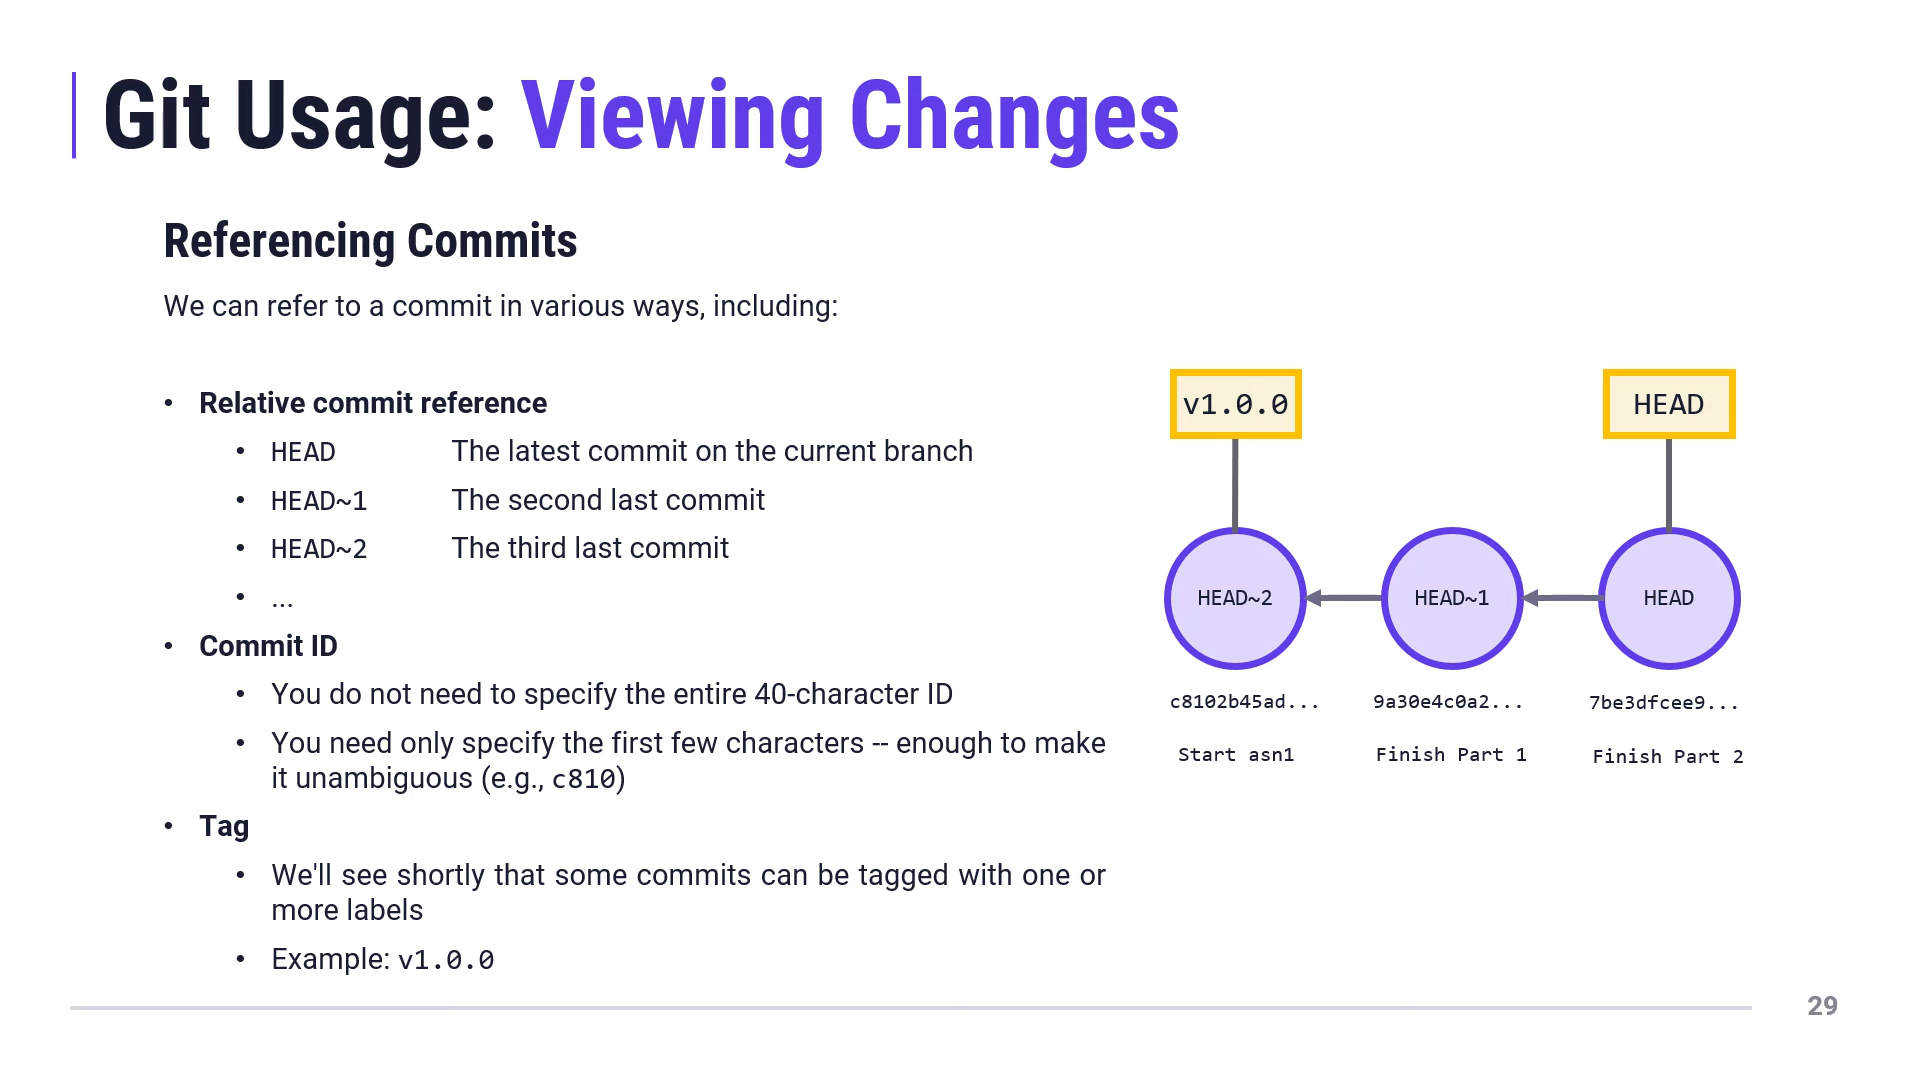 Git Usage: Viewing Changes
Referencing Commits
We can refer to a commit in various ways, including:
• Relative commit reference
• HEAD The latest commit on the current branch
• HEAD~1 The second last commit
• HEAD~2 The third last commit
• ...
• Commit ID
• You do not need to specify the entire 40-character ID
• You need only specify the first few characters -- enough to make
it unambiguous (e.g., c810)
• Tag
• We'll see shortly that some commits can be tagged with one or
more labels
• Example: v1.0.0
v1.0.0 HEAD
HEAD~2 HEAD~1 HEAD
c8102b45ad... 9a30e4c0a2... 7be3dfcee9...
Start asn1 Finish Part 1 Finish Part 2
29